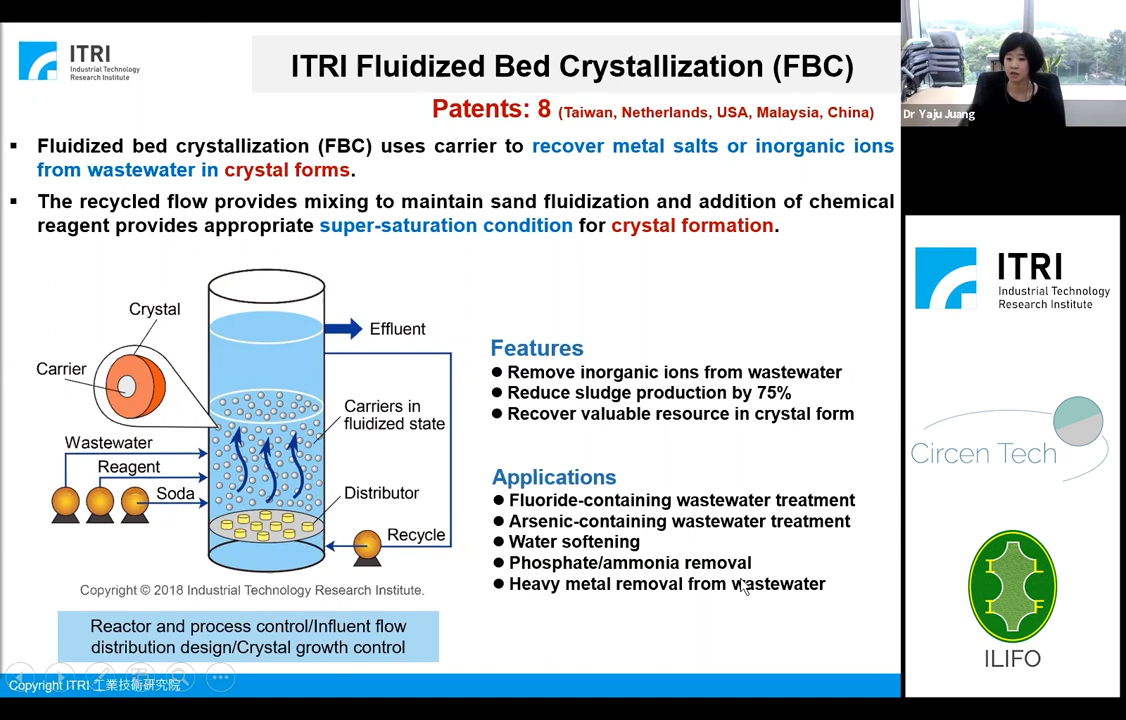 ITRI
Industrial Technology
Research Institute
ITRI Fluidized Bed Crystallization (FBC)
Patents: 8 (Taiwan, Netherlands, USA, Malaysia, China)
Dr Yaju Juang
▪ Fluidized bed crystallization (FBC) uses carrier to recover metal salts or inorganic ions
from wastewater in crystal forms.
▪ The recycled flow provides mixing to maintain sand fluidization and addition of chemical
reagent provides appropriate super-saturation condition for crystal formation.
Crystal
Carrier
Effluent
Carriers in
fluidized state
Wastewater
Reagent
Soda
Distributor
Recycle
Copyright © 2018 Industrial Technology Research Institute.
Reactor and process control/Influent flow
distribution design/Crystal growth control
Features
● Remove inorganic ions from wastewater
● Reduce sludge production by 75%
● Recover valuable resource in crystal form
Applications
● Fluoride-containing wastewater treatment
● Arsenic-containing wastewater treatment
● Water softening
● Phosphate/ammonia removal
● Heavy metal removal from wastewater
Copyright ITRI 工業技術研究院
ITRI
Industrial Technology
Research Institute
Circen Tech
I L
I F
ILIFO